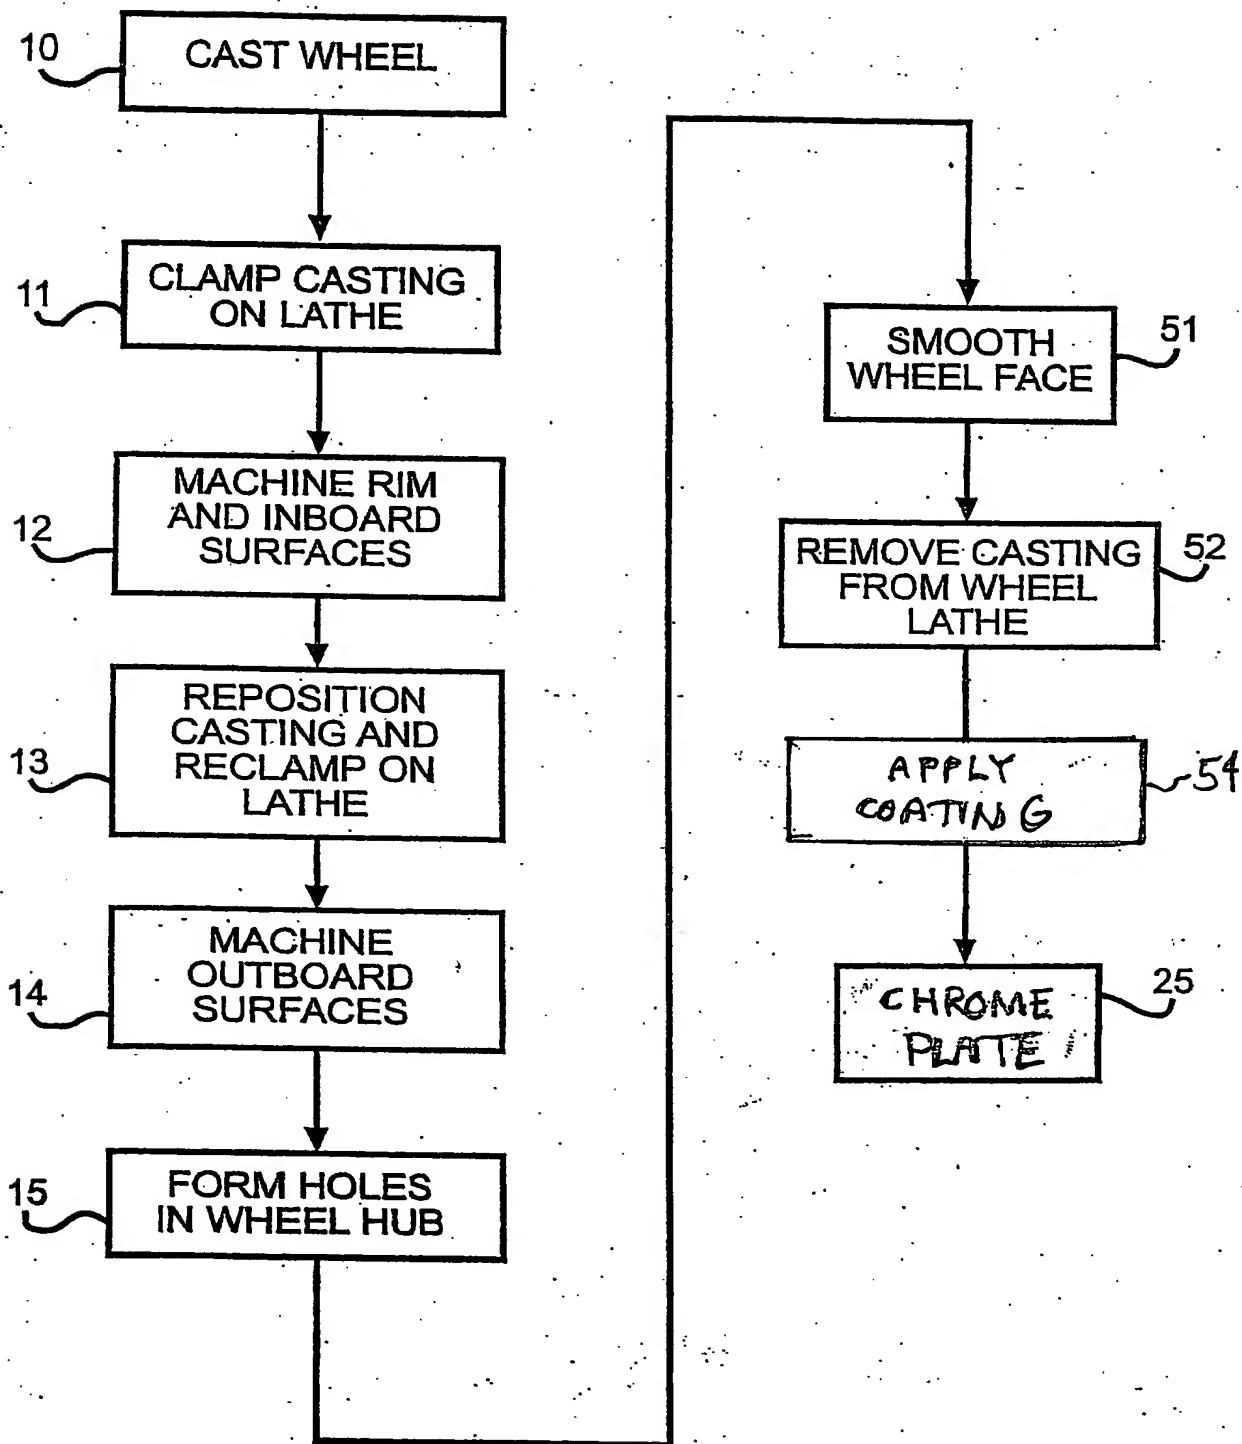 10
CAST WHEEL
11
CLAMP CASTING
ON LATHE
12
MACHINE RIM
AND INBOARD
SURFACES
13
REPOSITION
CASTING AND
RECLAMP ON
LATHE
14
MACHINE
OUTBOARD
SURFACES
15
FORM HOLES
IN WHEEL HUB
SMOOTH
WHEEL FACE
51
REMOVE CASTING
FROM WHEEL
LATHE
52
APPLY
COATING
54
CHROME
PLATE
25